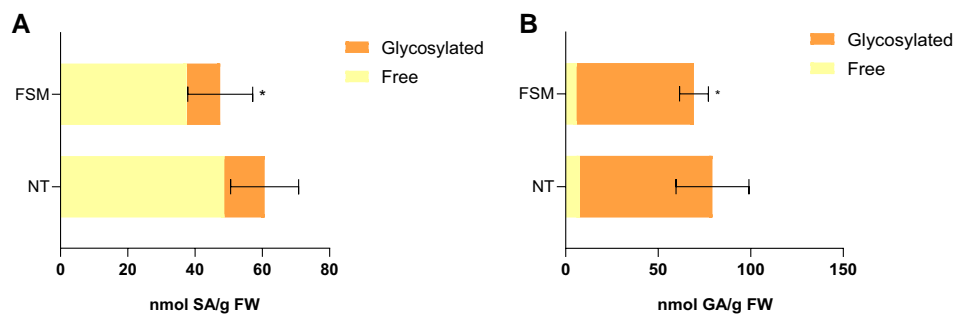 A
Glycosylated
Free
FSM
*
NT
0 20 40 60 80
nmol SA/g FW
B
Glycosylated
Free
FSM
*
NT
0 50 100 150
nmol GA/g FW